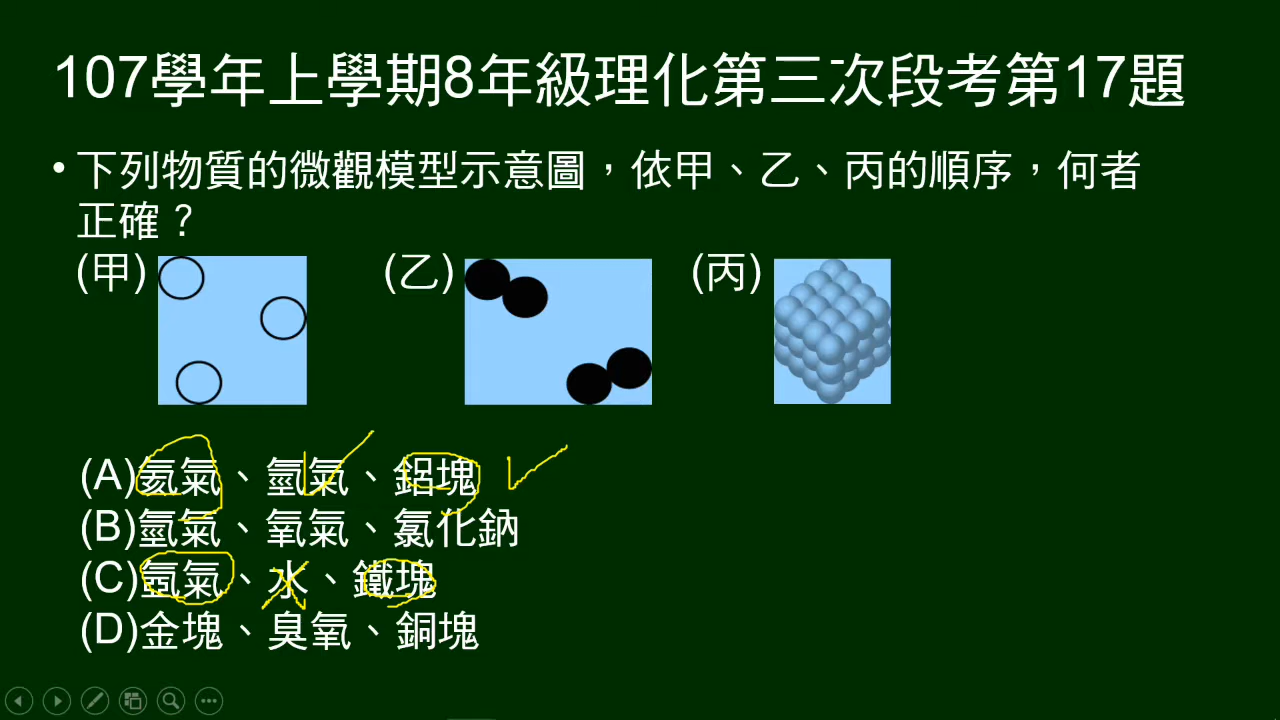 107學年上學期8年級理化第三次段考第17題
• 下列物質的微觀模型示意圖，依甲、乙、丙的順序，何者
正確？
(甲) (乙) (丙)
(A)氦氣、氫氣、鋁塊
(B)氫氣、氧氣、氯化鈉
(C)氬氣、水、鐵塊
(D)金塊、臭氧、銅塊